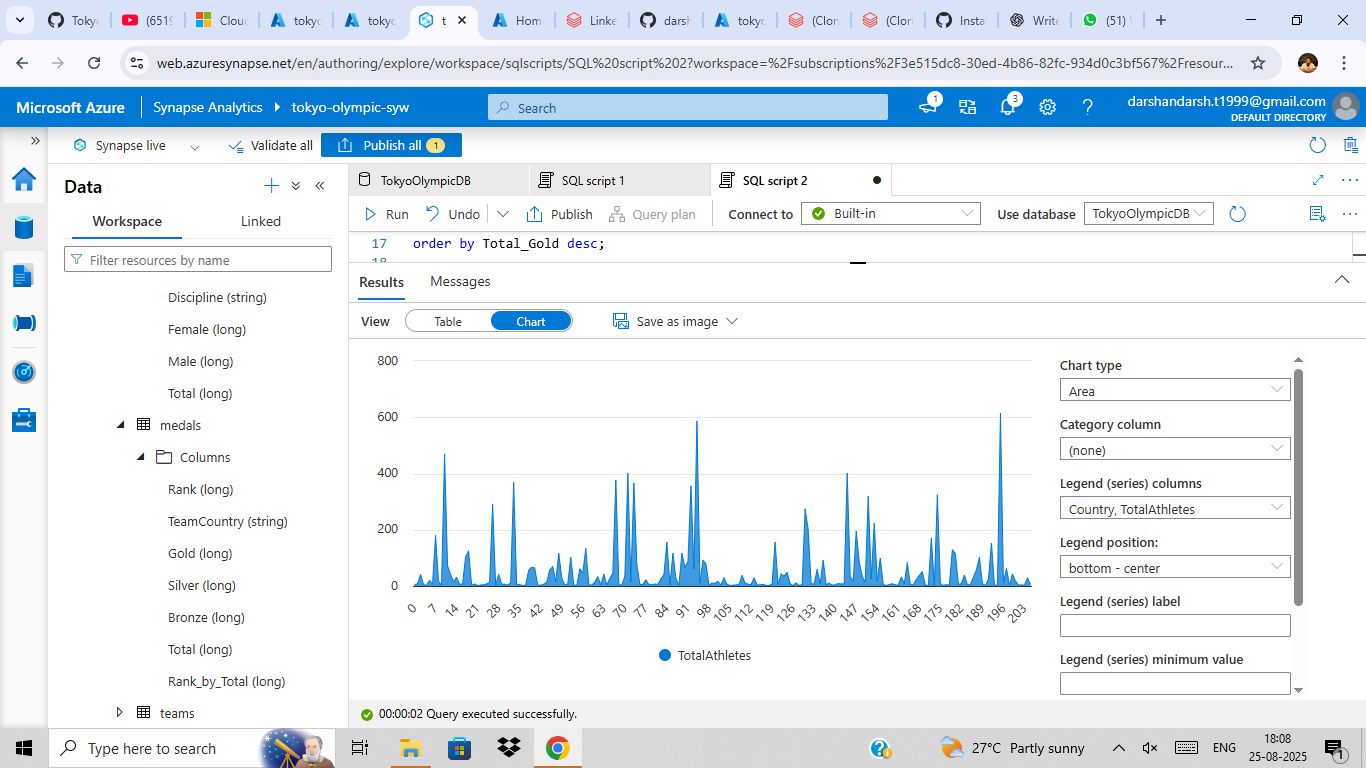 Tokyo
(6519
Cloud
tokyo
tokyo
t
Home
Linke
darsh
tokyo
(Clon
(Clon
Instal
Write
(51)
web.azuresynapse.net/en/authoring/explore/workspace/sqlscripts/SQL%20script%202?workspace=%2Fsubscriptions%2F3e515dc8-30ed-4b86-82fc-934d0c3bf567%2Fresour...
Microsoft Azure
Synapse Analytics
tokyo-olympic-syw
Search
1
3
darshandarsh.t1999@gmail.com
DEFAULT DIRECTORY
Synapse live
Validate all
Publish all 1
Data
Workspace
Linked
Filter resources by name
Discipline (string)
Female (long)
Male (long)
Total (long)
medals
Columns
Rank (long)
TeamCountry (string)
Gold (long)
Silver (long)
Bronze (long)
Total (long)
Rank_by_Total (long)
teams
TokyoOlympicDB
SQL script 1
SQL script 2
Run
Undo
Publish
Query plan
Connect to
Built-in
Use database
TokyoOlympicDB
17 order by Total_Gold desc;
18
Results
Messages
View
Table
Chart
Save as image
800
600
400
200
0
0 7 14 21 28 35 42 49 56 63 70 77 84 91 98 105 112 119 126 133 140 147 154 161 168 175 182 189 196 203
TotalAthletes
Chart type
Area
Category column
(none)
Legend (series) columns
Country, TotalAthletes
Legend position:
bottom - center
Legend (series) label
Legend (series) minimum value
00:00:02 Query executed successfully.
Type here to search
27°C Partly sunny
ENG
18:08
25-08-2025
1